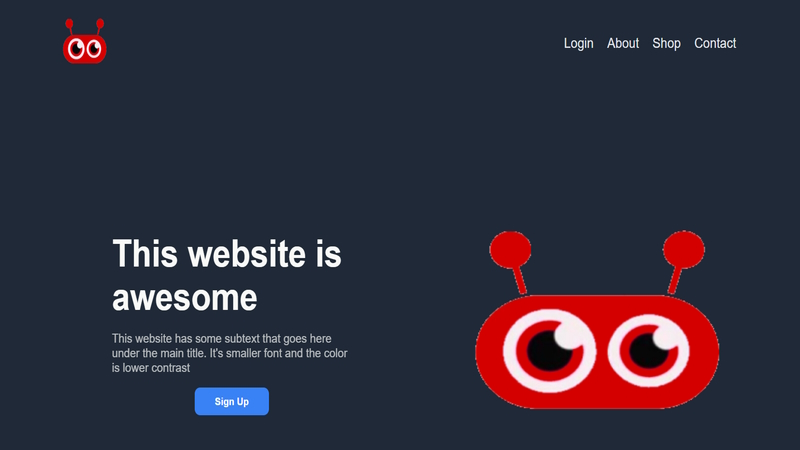 Login About Shop Contact
This website is
awesome
This website has some subtext that goes here
under the main title. It's smaller font and the color
is lower contrast
Sign Up